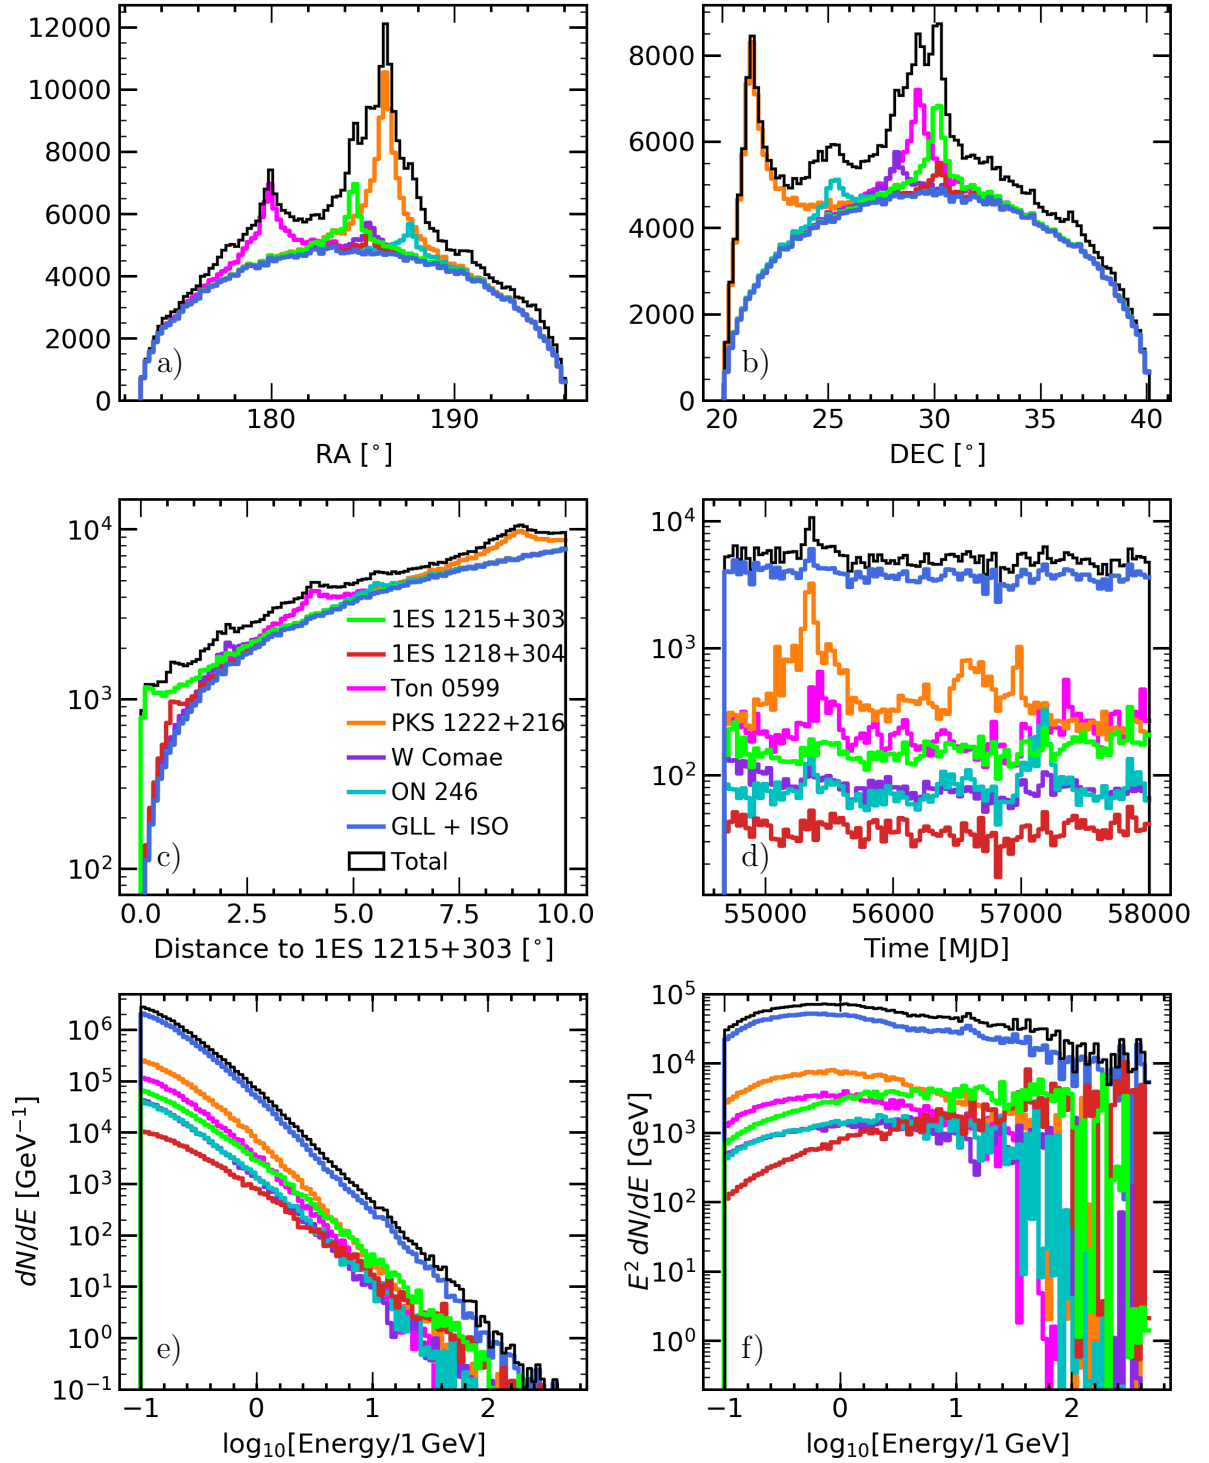 12000
10000
8000
6000
4000
2000
0
a)
180
190
RA [°]
8000
6000
4000
2000
0
b)
20
25
30
35
40
DEC [°]
10⁴
10³
10²
1ES 1215+303
1ES 1218+304
Ton 0599
PKS 1222+216
W Comae
ON 246
GLL + ISO
Total
c)
0.0
2.5
5.0
7.5
10.0
Distance to 1ES 1215+303 [°]
10⁴
10³
10²
d)
55000
56000
57000
58000
Time [MJD]
dN/dE [GeV⁻¹]
10⁶
10⁵
10⁴
10³
10²
10¹
10⁰
10⁻¹
e)
−1
0
1
2
log₁₀[Energy/1 GeV]
E² dN/dE [GeV]
10⁵
10⁴
10³
10²
10¹
10⁰
f)
−1
0
1
2
log₁₀[Energy/1 GeV]